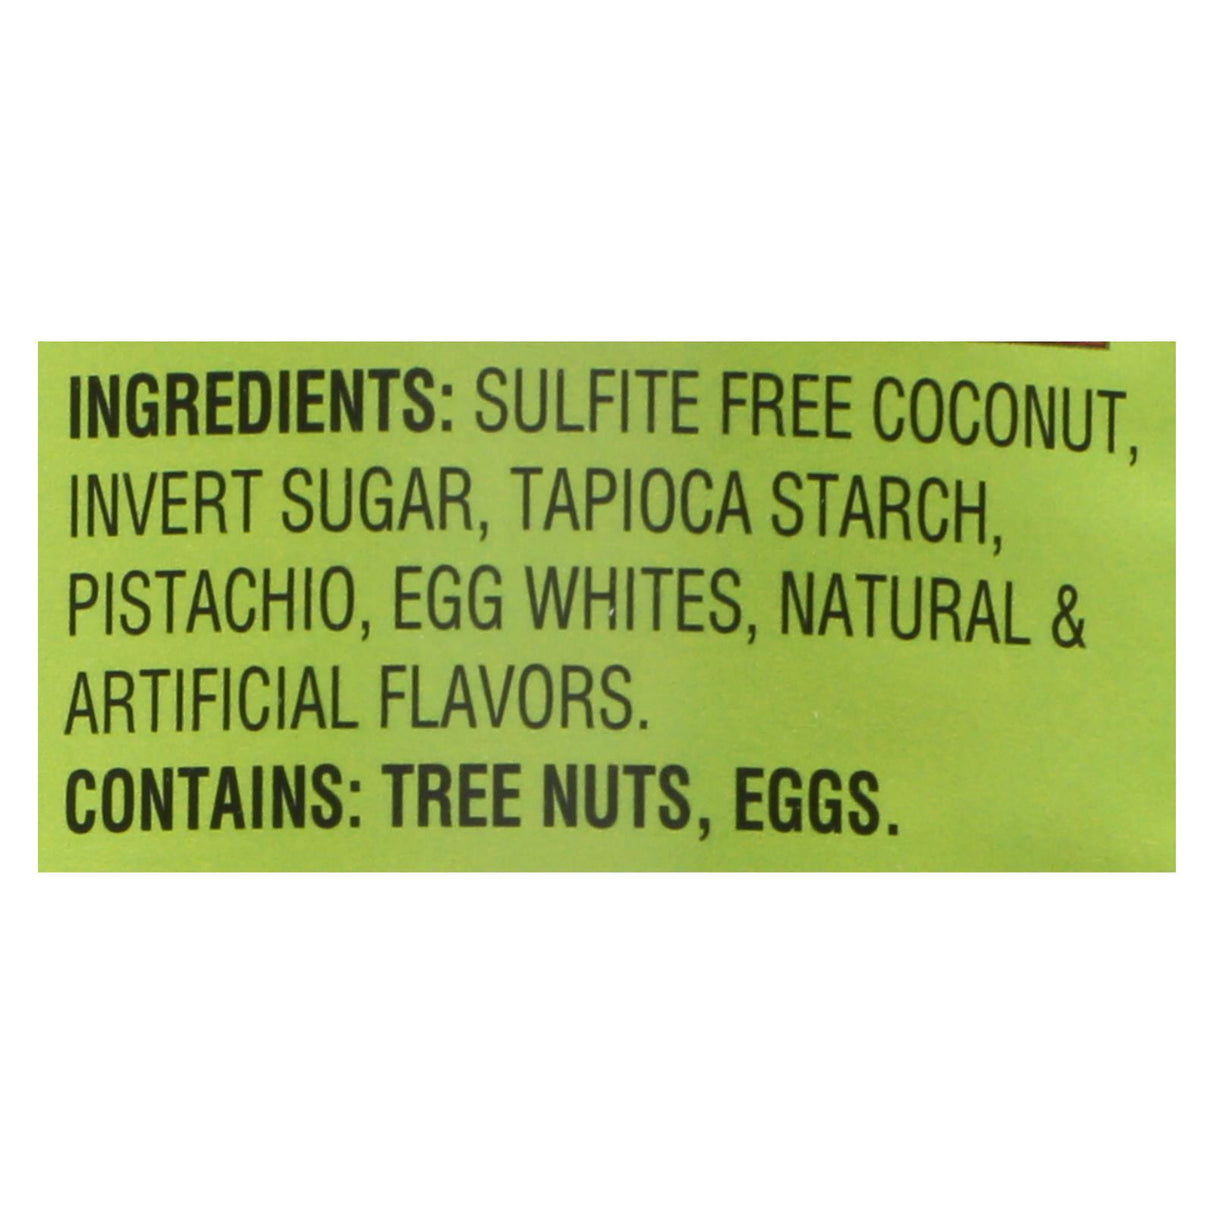 INGREDIENTS: SULFITE FREE COCONUT,
INVERT SUGAR, TAPIOCA STARCH,
PISTACHIO, EGG WHITES, NATURAL &
ARTIFICIAL FLAVORS.
CONTAINS: TREE NUTS, EGGS.